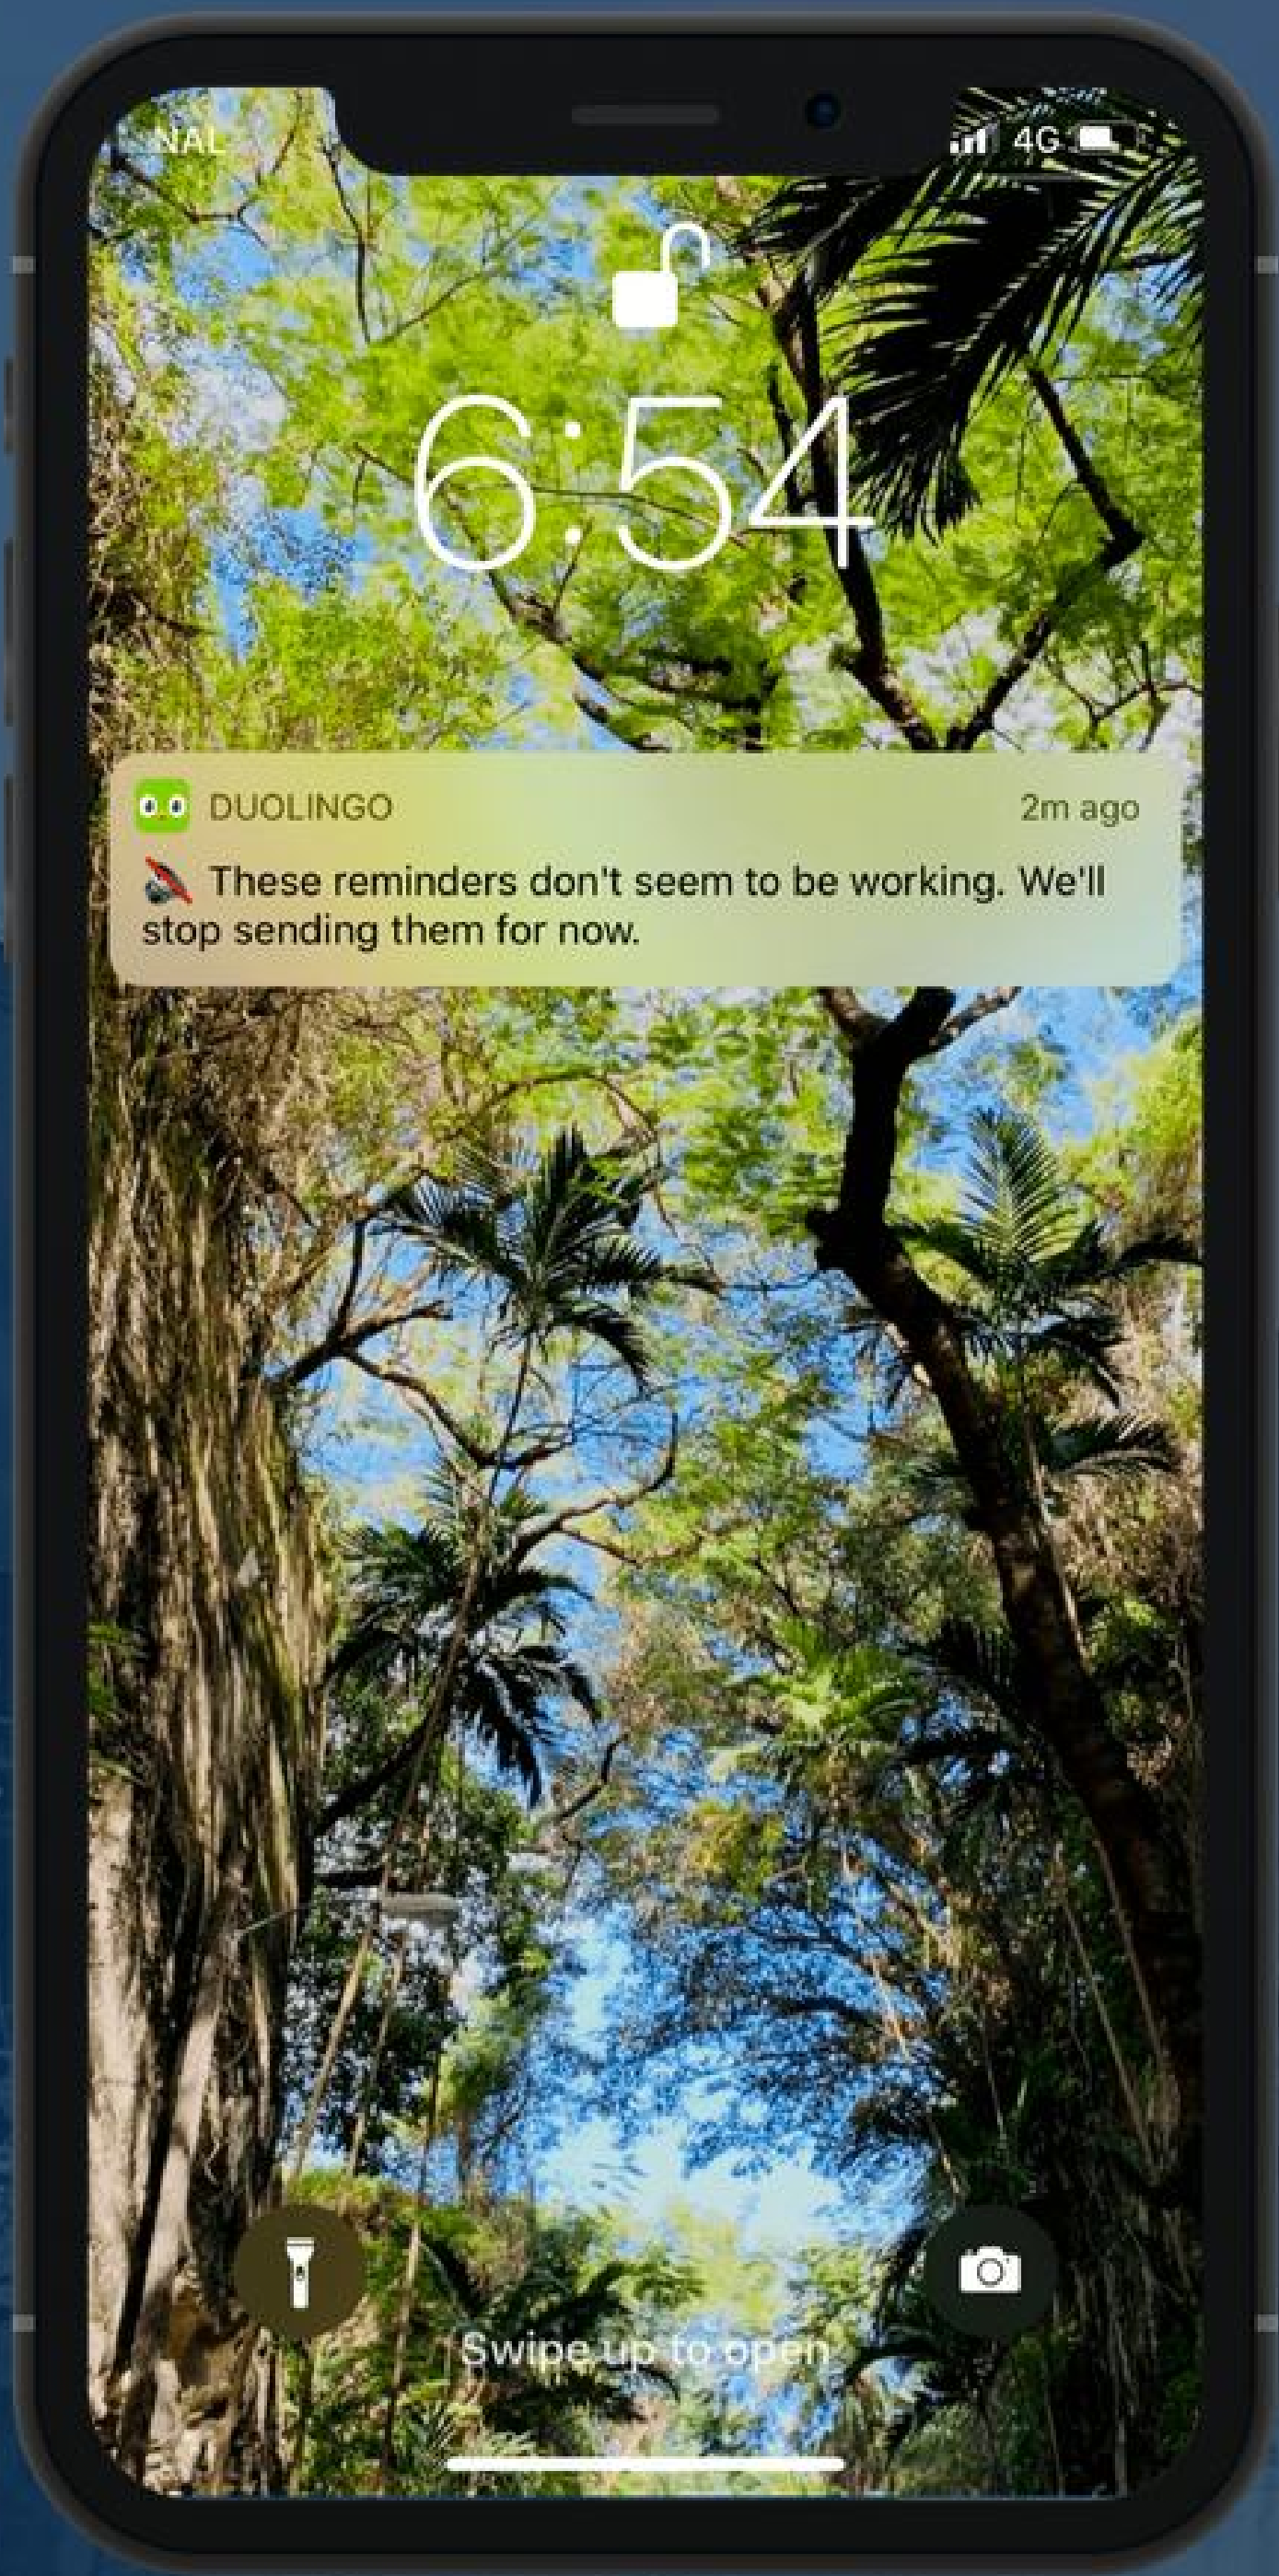 NAL
4G
6:54
DUOLINGO
2m ago
These reminders don't seem to be working. We'll
stop sending them for now.
Swipe up to open